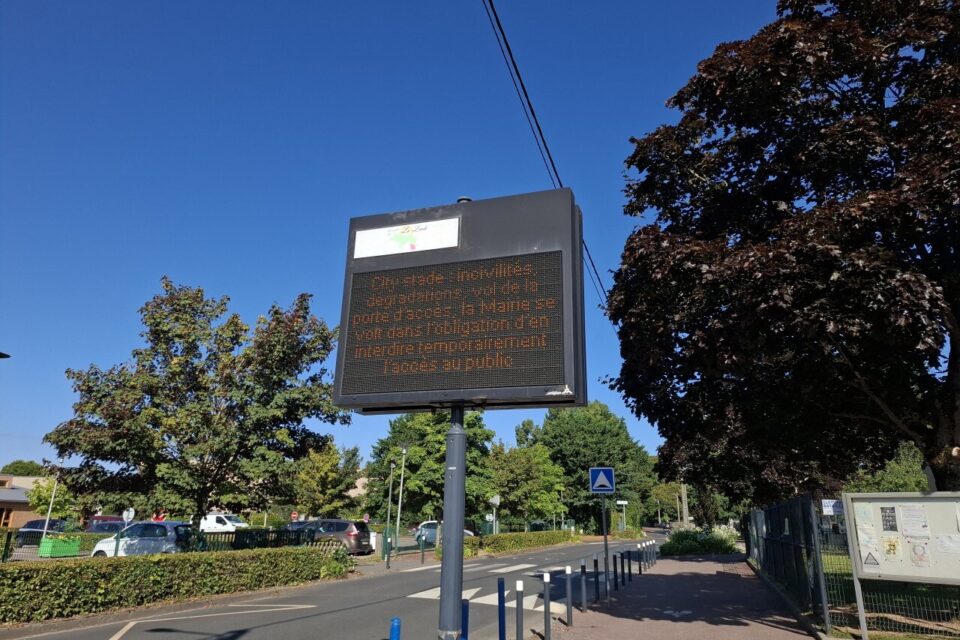 City stade : incivilités,
dégradations, vol de la
porte d'accès, la Mairie se
voit dans l'obligation d'en
interdire temporairement
l'accès au public